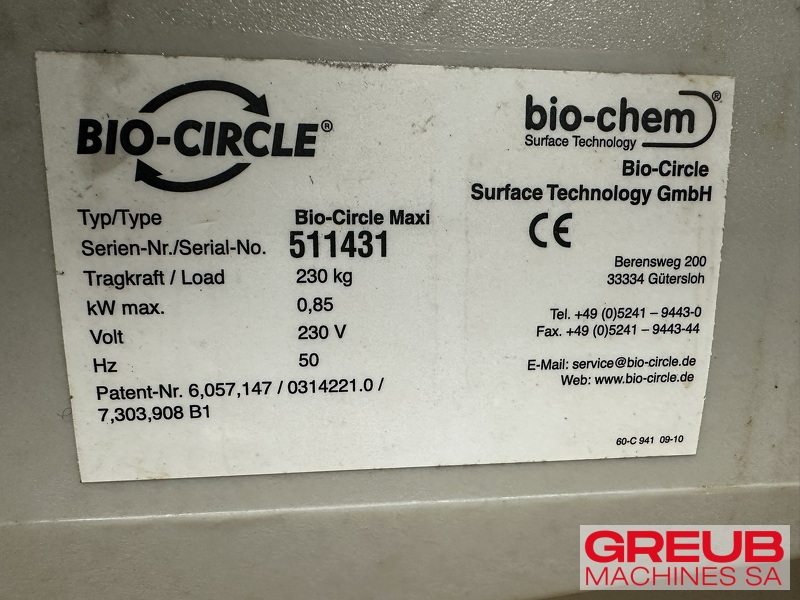 BIO-CIRCLE®
bio-chem®
Surface Technology
Bio-Circle
Surface Technology GmbH
CE
Typ/Type Bio-Circle Maxi
Serien-Nr./Serial-No. 511431
Tragkraft / Load 230 kg
kW max. 0,85
Volt 230 V
Hz 50
Patent-Nr. 6,057,147 / 0314221.0 /
7,303,908 B1
Berensweg 200
33334 Gütersloh
Tel. +49 (0)5241 – 9443-0
Fax. +49 (0)5241 – 9443-44
E-Mail: service@bio-circle.de
Web: www.bio-circle.de
60-C 941 09-10
GREUB
MACHINES SA